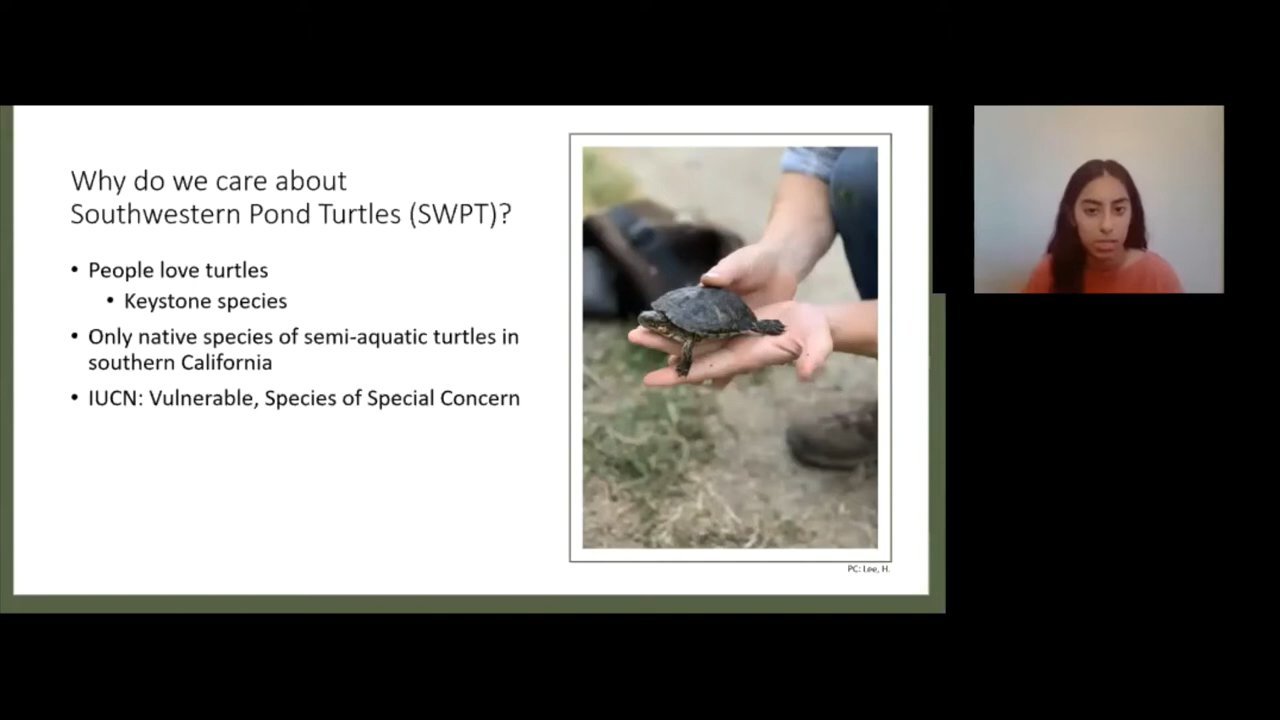 Why do we care about
Southwestern Pond Turtles (SWPT)?
• People love turtles
• Keystone species
• Only native species of semi-aquatic turtles in
southern California
• IUCN: Vulnerable, Species of Special Concern
PC: Lee, H.